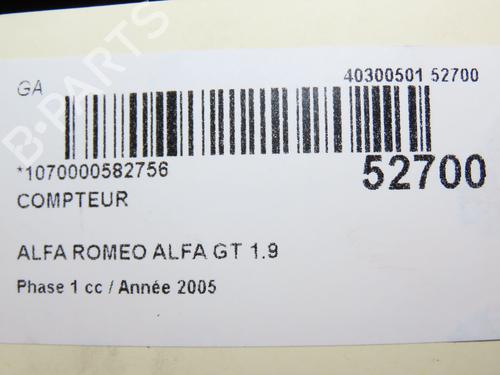 GA
40300501 52700
*1070000582756
52700
COMPTEUR
ALFA ROMEO ALFA GT 1.9
Phase 1 cc / Année 2005
B-PARTS